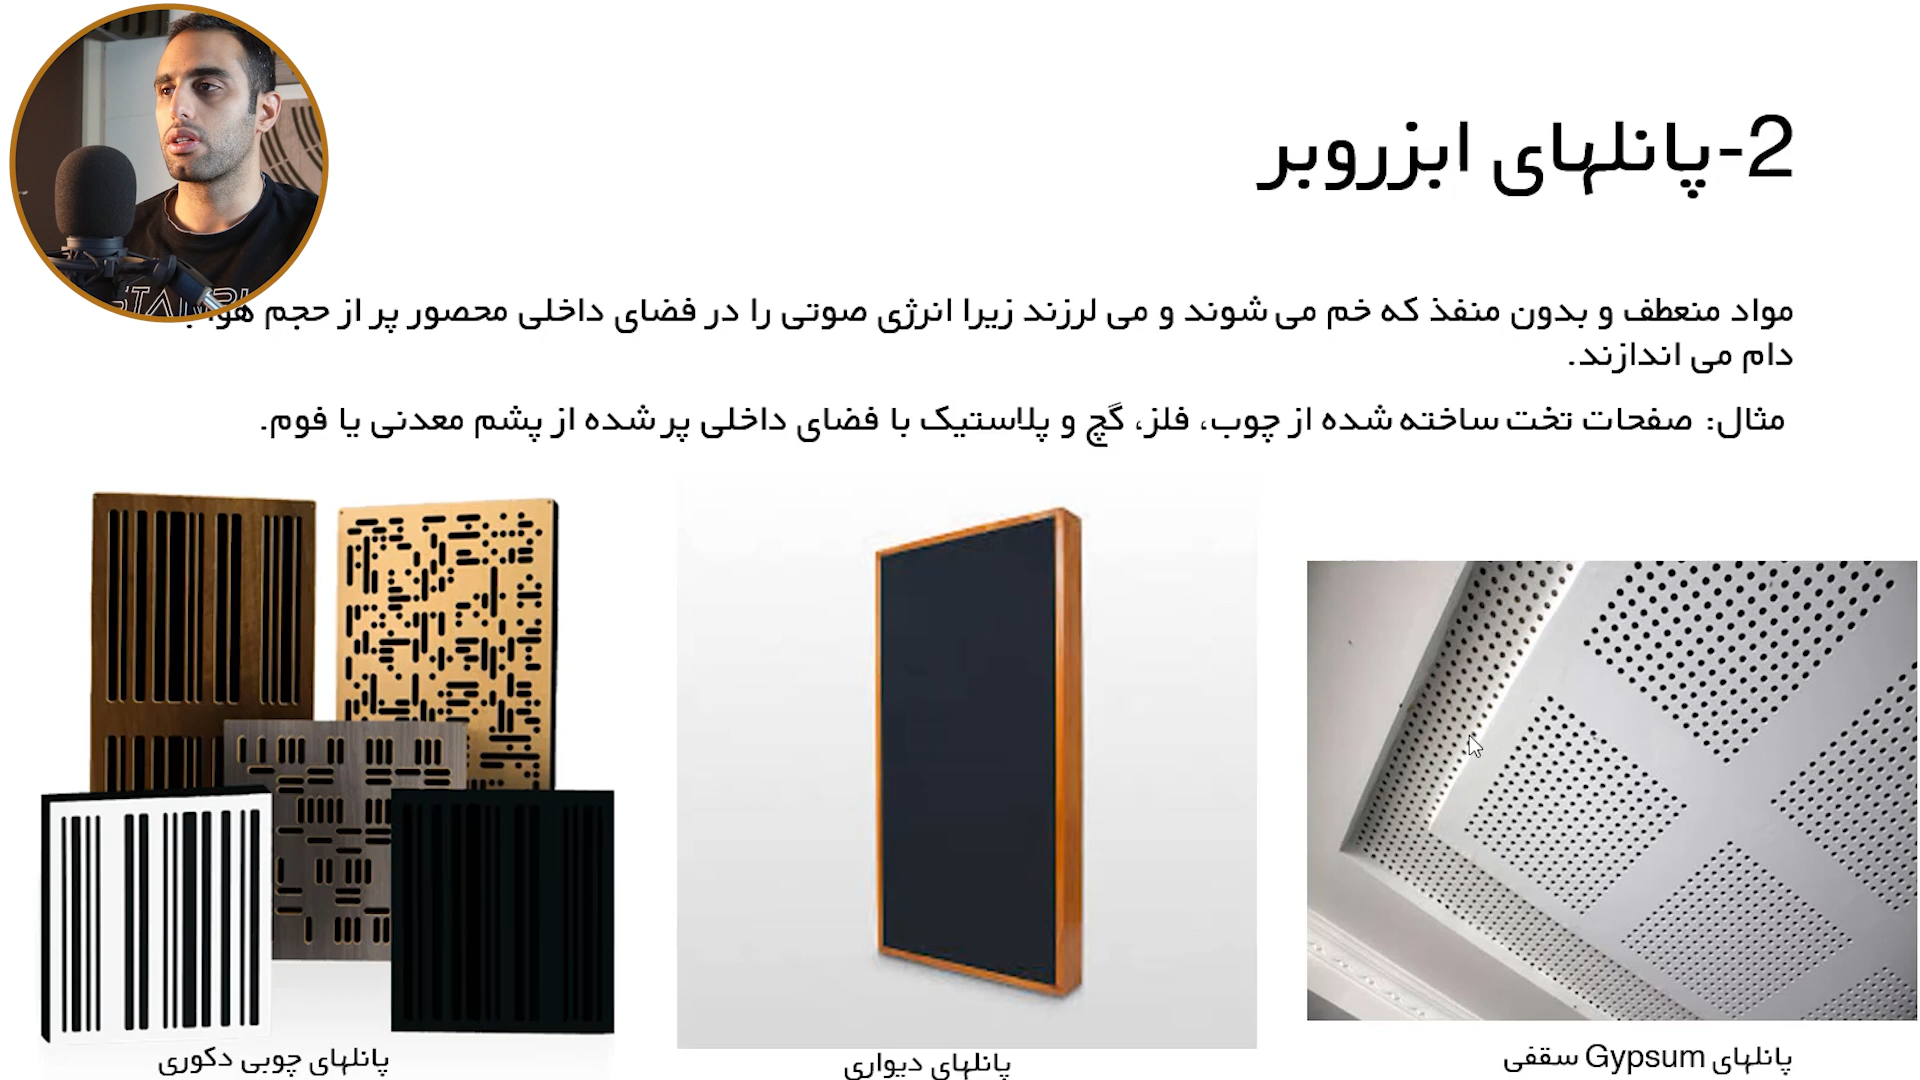 2-پانلهای ابزروبر
مواد منعطف و بدون منفذ که خم می شوند و می لرزند زیرا انرژی صوتی را در فضای داخلی محصور پر از حجم
دام می اندازند.
مثال: صفحات تخت ساخته شده از چوب، فلز، گچ و پلاستیک با فضای داخلی پر شده از پشم معدنی یا فوم.
پانلهای چوبی دکوری
پانلهای دیواری
پانلهای Gypsum سقفی